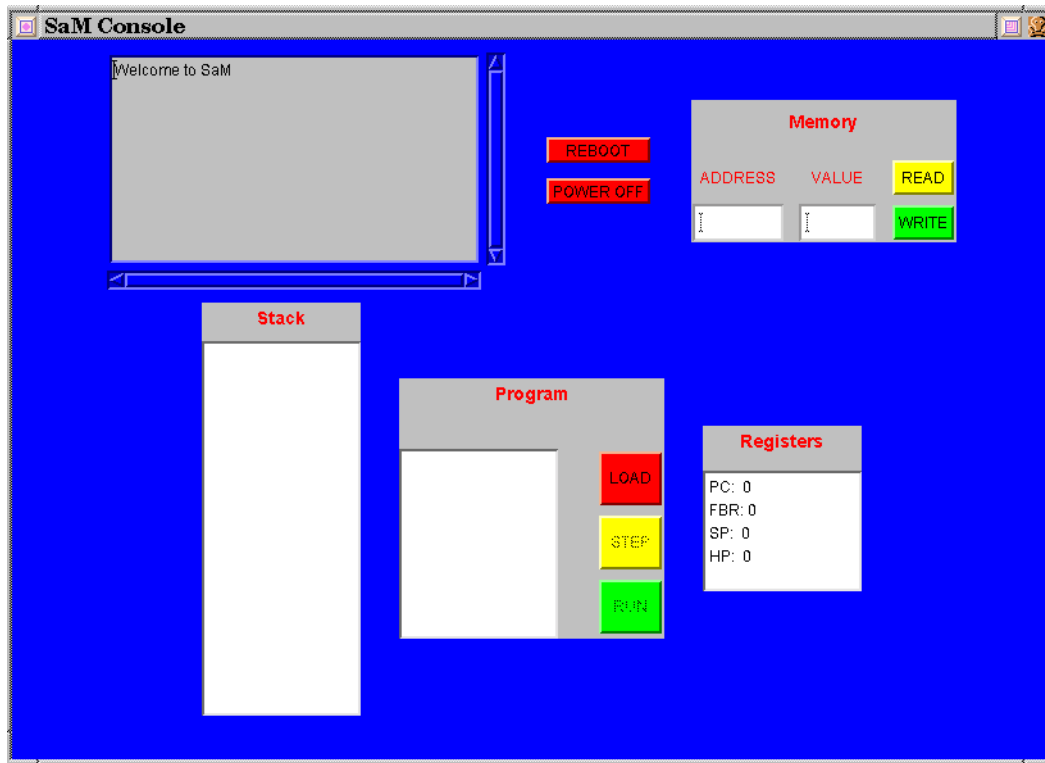 SaM Console
Welcome to SaM
REBOOT
POWER OFF
Memory
ADDRESS VALUE READ
WRITE
Stack
Program
LOAD
STEP
RUN
Registers
PC: 0
FBR: 0
SP: 0
HP: 0